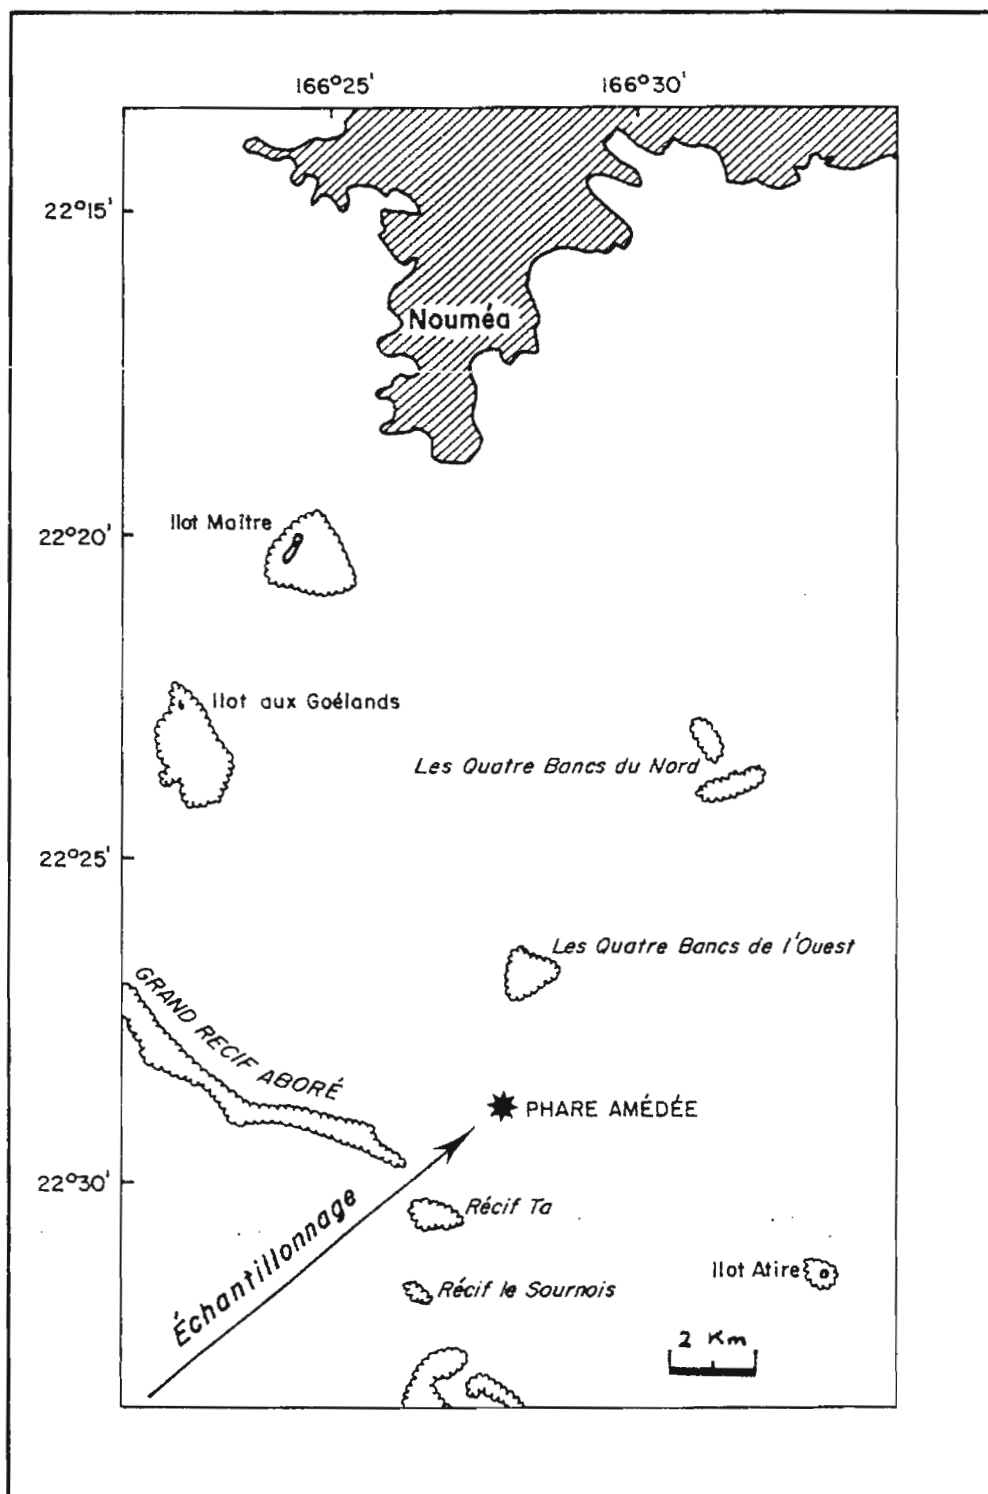 166°25'
166°30'
22°15'
Nouméa
Ilot Maître
22°20'
Ilot aux Goélands
Les Quatre Bancs du Nord
22°25'
Les Quatre Bancs de l'Ouest
GRAND RECIF ABORÉ
PHARE AMÉDÉE
22°30'
Échantillonnage
Récif Ta
Ilot Atire
Récif le Sournois
2 Km